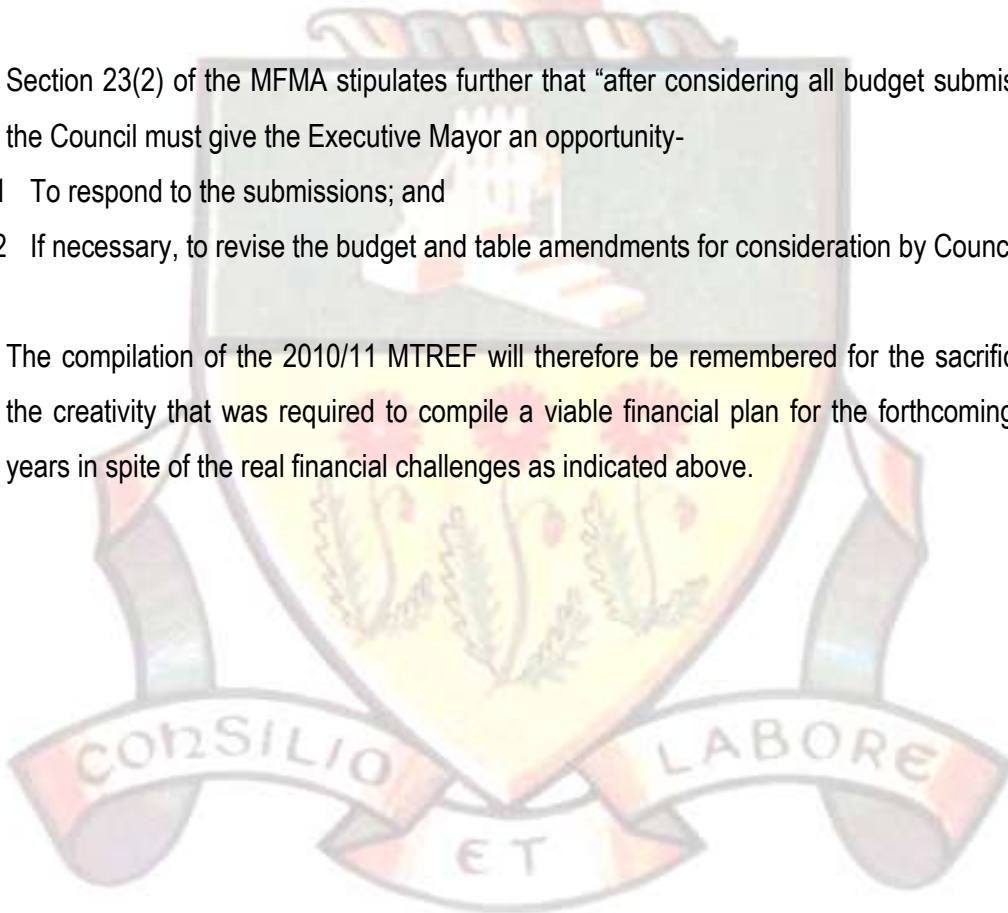 Section 23(2) of the MFMA stipulates further that “after considering all budget
the Council must give the Executive Mayor an opportunity-
To respond to the submissions; and
2 If necessary, to revise the budget and table amendments for consideration by
The compilation of the 2010/11 MTREF will therefore be remembered for the
the creativity that was required to compile a viable financial plan for the forthcoming
years in spite of the real financial challenges as indicated above.
CONSILIO
LABORE
ET